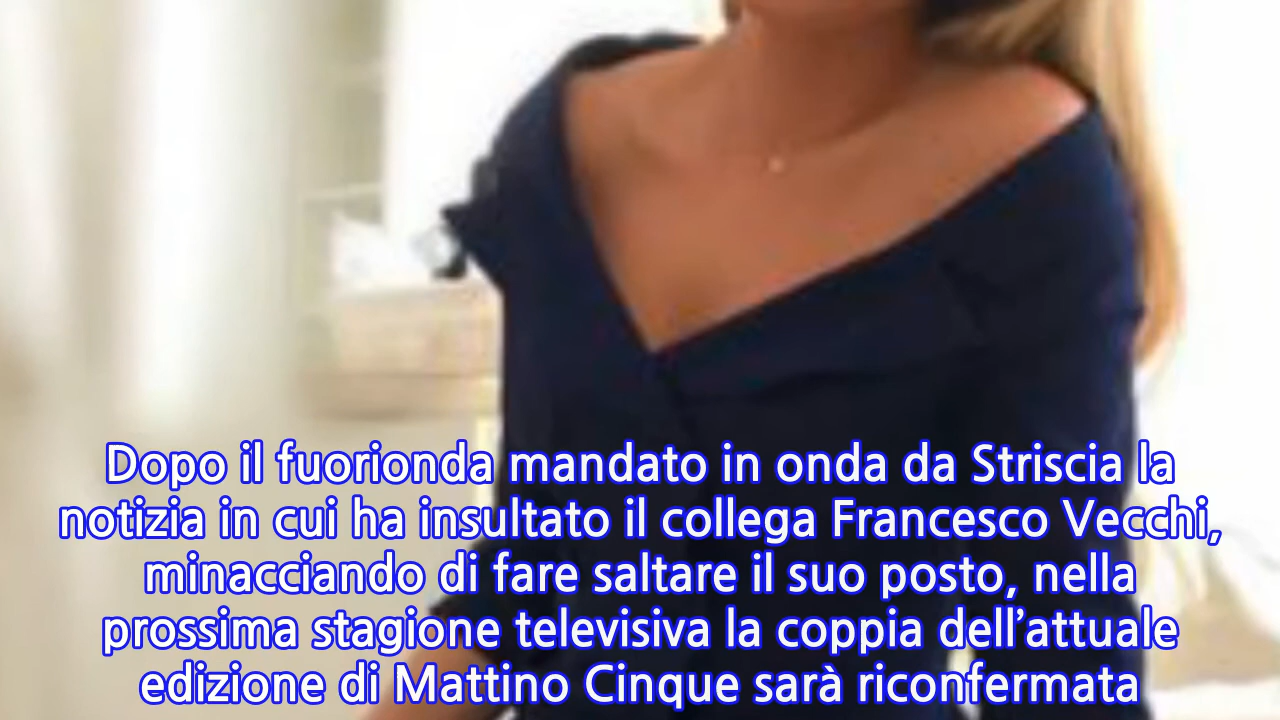 Dopo il fuorionda mandato in onda da Striscia la
notizia in cui ha insultato il collega Francesco Vecchi,
minacciando di fare saltare il suo posto, nella
prossima stagione televisiva la coppia dell’attuale
edizione di Mattino Cinque sarà riconfermata